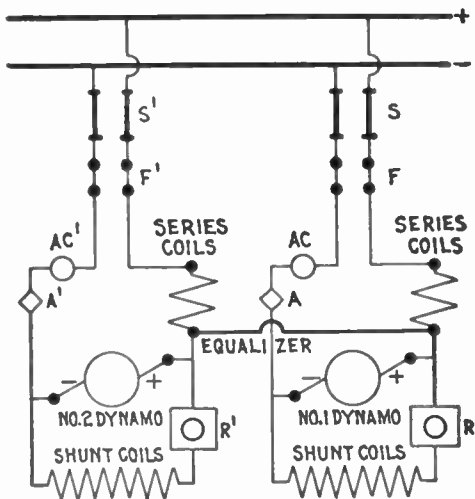 +
-
S'
S
F'
F
AC'
SERIES
COILS
AC
SERIES
COILS
A'
A
EQUALIZER
- +
NO.2 DYNAMO
R'
- +
NO.1 DYNAMO
R
SHUNT COILS
SHUNT COILS